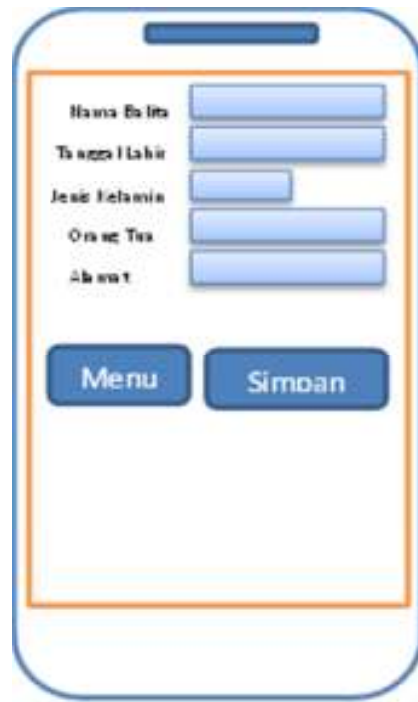 Nama Balita
Tanggal Lahir
Jenis Kelamin
Orang Tua
Alamat
Menu Simpan